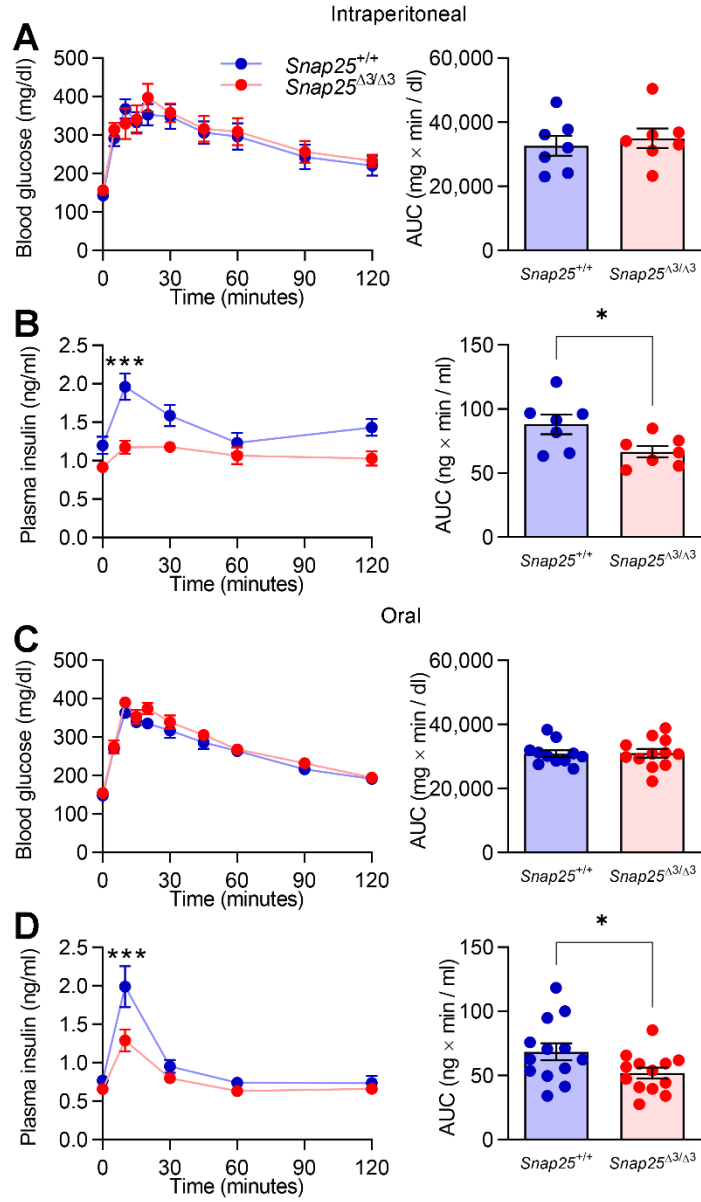 Intraperitoneal
A
Blood glucose (mg/dl)
500
400
300
200
100
0
0 30 60 90 120
Time (minutes)
Snap25+/+
Snap25Δ3/Δ3
AUC (mg × min / dl)
60,000
40,000
20,000
0
Snap25+/+ Snap25Δ3/Δ3
B
Plasma insulin (ng/ml)
2.5
2.0
1.5
1.0
0.5
0.0
***
0 30 60 90 120
Time (minutes)
AUC (ng × min / ml)
150
100
50
0
*
Snap25+/+ Snap25Δ3/Δ3
Oral
C
Blood glucose (mg/dl)
500
400
300
200
100
0
0 30 60 90 120
Time (minutes)
AUC (mg × min / dl)
60,000
40,000
20,000
0
Snap25+/+ Snap25Δ3/Δ3
D
Plasma insulin (ng/ml)
2.5
2.0
1.5
1.0
0.5
0.0
***
0 30 60 90 120
Time (minutes)
AUC (ng × min / ml)
150
100
50
0
*
Snap25+/+ Snap25Δ3/Δ3